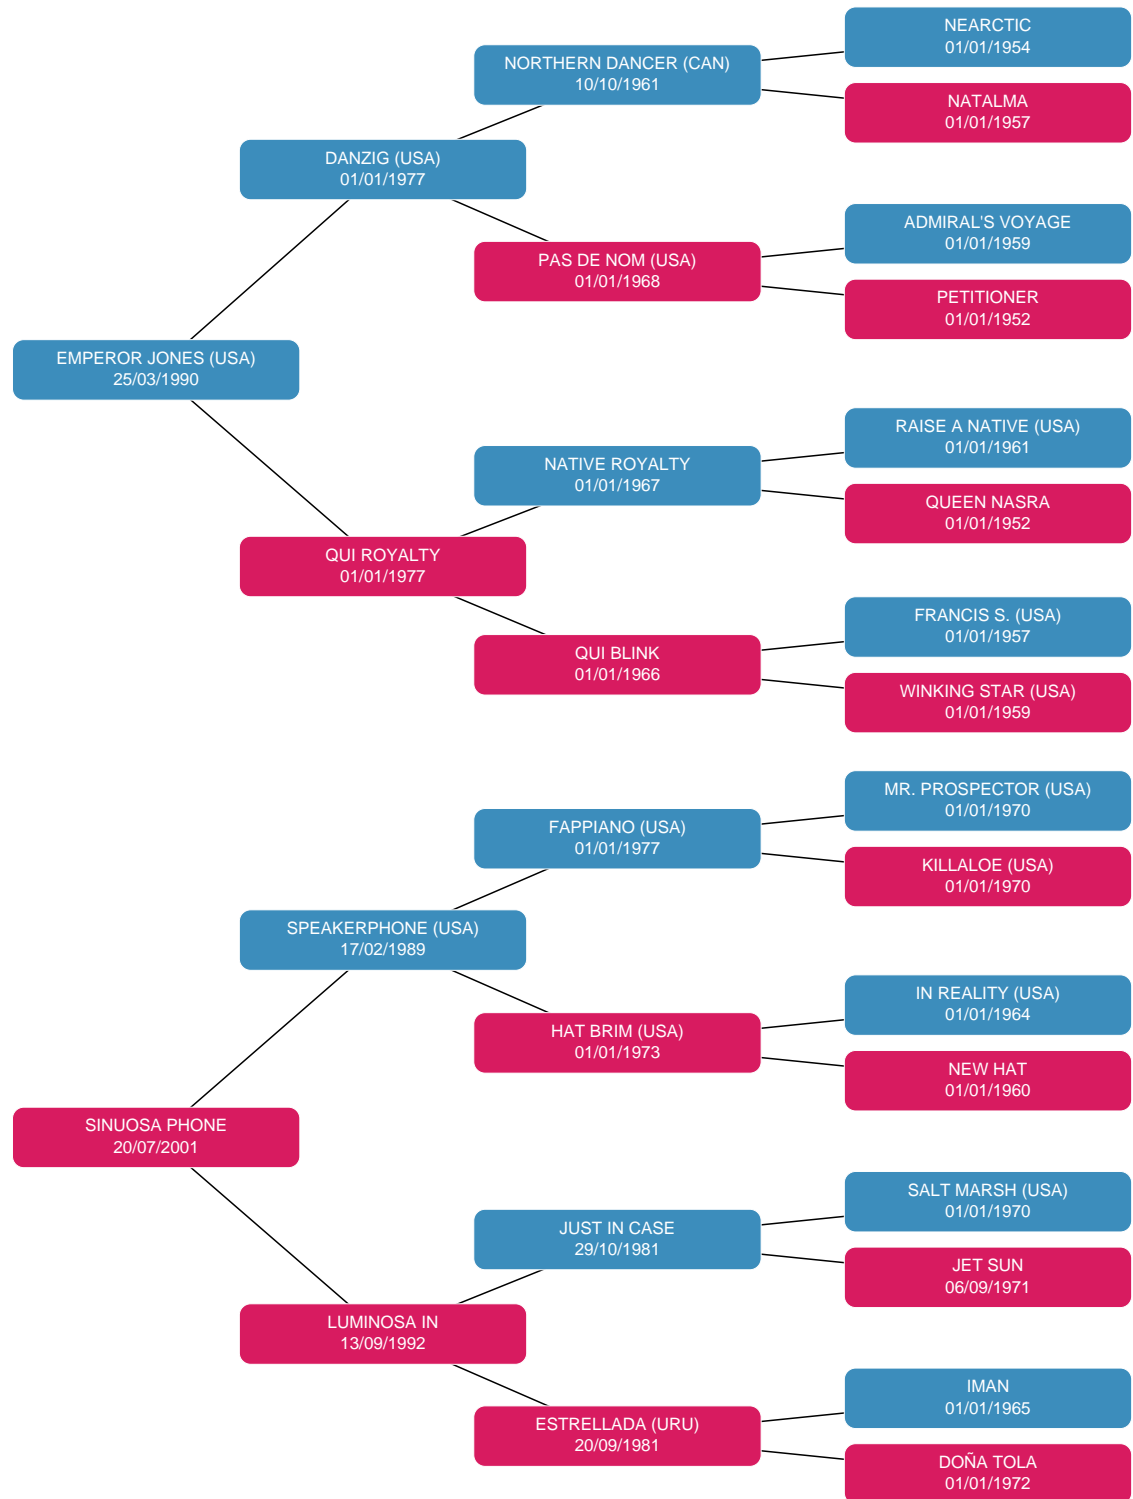 NEARCTIC
01/01/1954
NORTHERN DANCER (CAN)
10/10/1961
NATALMA
01/01/1957
DANZIG (USA)
01/01/1977
ADMIRAL'S VOYAGE
01/01/1959
PAS DE NOM (USA)
01/01/1968
PETITIONER
01/01/1952
EMPEROR JONES (USA)
25/03/1990
RAISE A NATIVE (USA)
01/01/1961
NATIVE ROYALTY
01/01/1967
QUEEN NASRA
01/01/1952
QUI ROYALTY
01/01/1977
FRANCIS S. (USA)
01/01/1957
QUI BLINK
01/01/1966
WINKING STAR (USA)
01/01/1959
MR. PROSPECTOR (USA)
01/01/1970
FAPPIANO (USA)
01/01/1977
KILLALOE (USA)
01/01/1970
SPEAKERPHONE (USA)
17/02/1989
IN REALITY (USA)
01/01/1964
HAT BRIM (USA)
01/01/1973
NEW HAT
01/01/1960
SINUOSA PHONE
20/07/2001
SALT MARSH (USA)
01/01/1970
JUST IN CASE
29/10/1981
JET SUN
06/09/1971
LUMINOSA IN
13/09/1992
IMAN
01/01/1965
ESTRELLADA (URU)
20/09/1981
DOÑA TOLA
01/01/1972